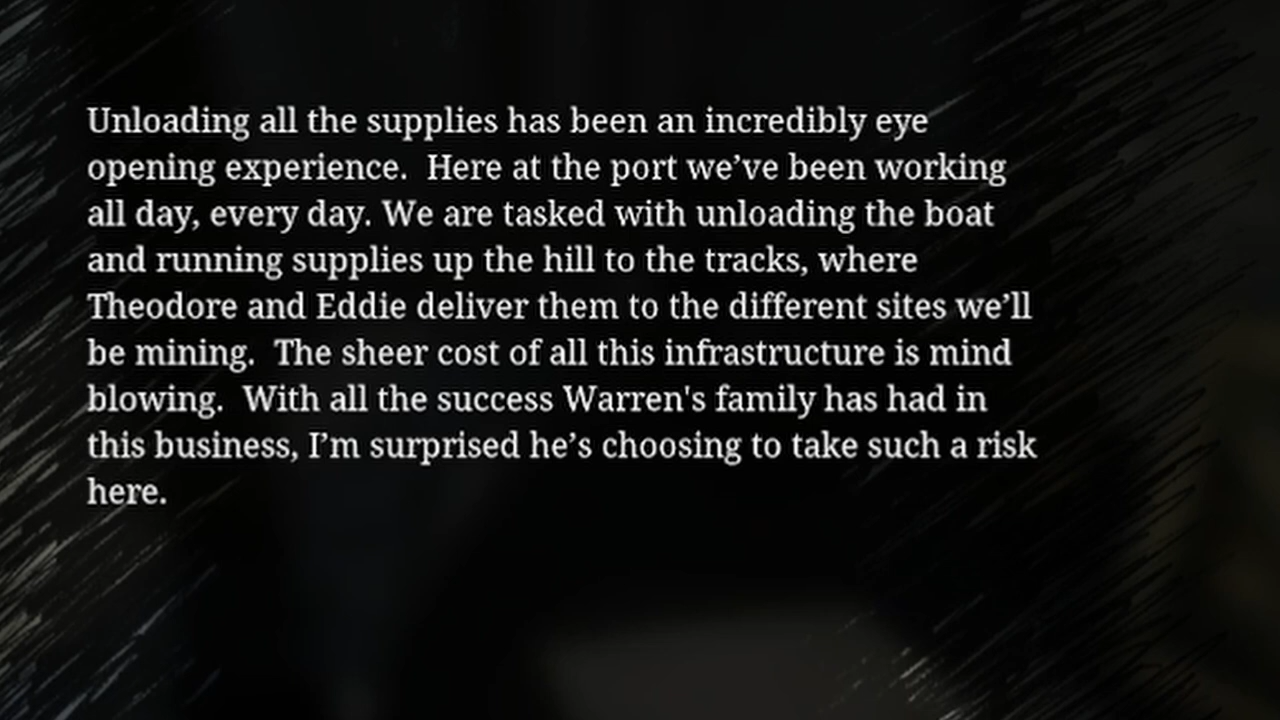 Unloading all the supplies has been an incredibly eye
opening experience.  Here at the port we’ve been working
all day, every day. We are tasked with unloading the boat
and running supplies up the hill to the tracks, where
Theodore and Eddie deliver them to the different sites we’ll
be mining.  The sheer cost of all this infrastructure is mind
blowing.  With all the success Warren's family has had in
this business, I’m surprised he’s choosing to take such a risk
here.